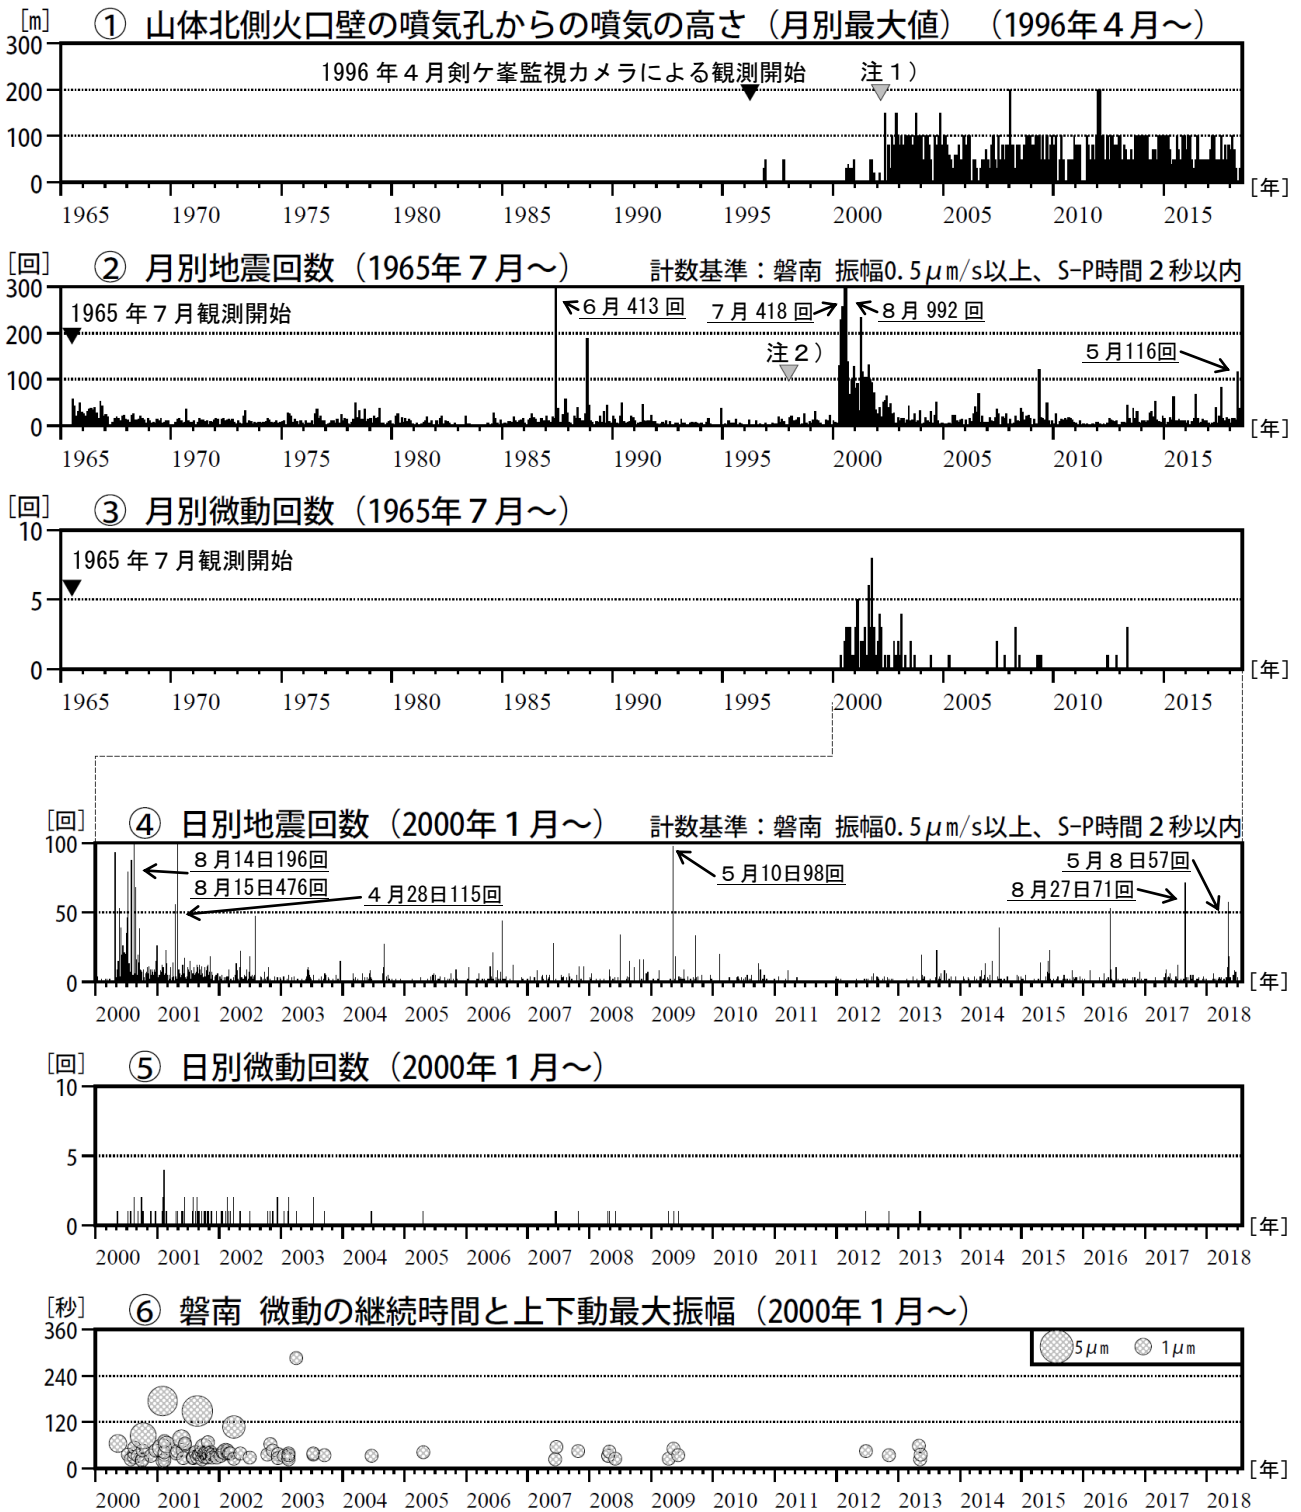 [m] ① 山体北側火口壁の噴気孔からの噴気の高さ（月別最大値）（1996年４月～）
300
1996 年４月剣ケ峯監視カメラによる観測開始 注１）
200
100
0
[年]
1965 1970 1975 1980 1985 1990 1995 2000 2005 2010 2015
[回] ② 月別地震回数（1965年７月～） 計数基準：磐南 振幅0.5μm/s以上、S-P時間２秒以内
300
1965 年７月観測開始 ６月 413 回 ７月 418 回 ８月 992 回
200
注２） ５月116回
100
0
[年]
1965 1970 1975 1980 1985 1990 1995 2000 2005 2010 2015
[回] ③ 月別微動回数（1965年７月～）
10
1965 年７月観測開始
5
0
[年]
1965 1970 1975 1980 1985 1990 1995 2000 2005 2010 2015
[回] ④ 日別地震回数（2000年１月～） 計数基準：磐南 振幅0.5μm/s以上、S-P時間２秒以内
100
８月14日196回 ５月10日98回 ５月８日57回
８月15日476回 ４月28日115回 ８月27日71回
50
0
[年]
2000 2001 2002 2003 2004 2005 2006 2007 2008 2009 2010 2011 2012 2013 2014 2015 2016 2017 2018
[回] ⑤ 日別微動回数（2000年１月～）
10
5
0
[年]
2000 2001 2002 2003 2004 2005 2006 2007 2008 2009 2010 2011 2012 2013 2014 2015 2016 2017 2018
[秒] ⑥ 磐南 微動の継続時間と上下動最大振幅（2000年１月～）
360
5μm 1μm
240
120
0
[年]
2000 2001 2002 2003 2004 2005 2006 2007 2008 2009 2010 2011 2012 2013 2014 2015 2016 2017 2018